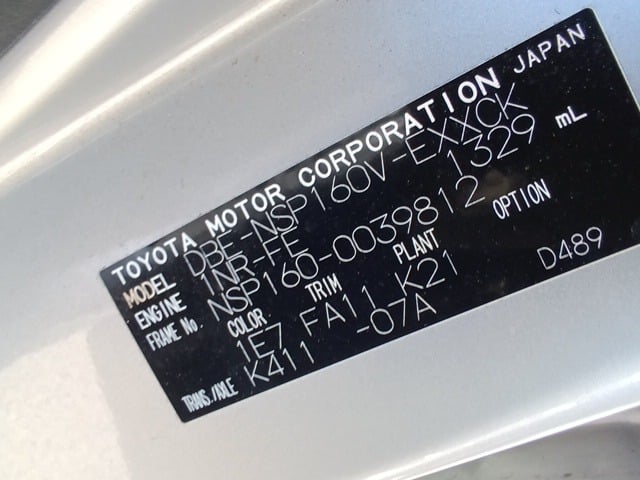 TOYOTA MOTOR CORPORATION JAPAN
MODEL DBE-NSP160V-EXXCK
ENGINE 1NR-FE 1329 mL
FRAME No. NSP160-0039812
COLOR TRIM PLANT OPTION
1E7 FA11 K21 D489
TRANS./AXLE K411 -07A